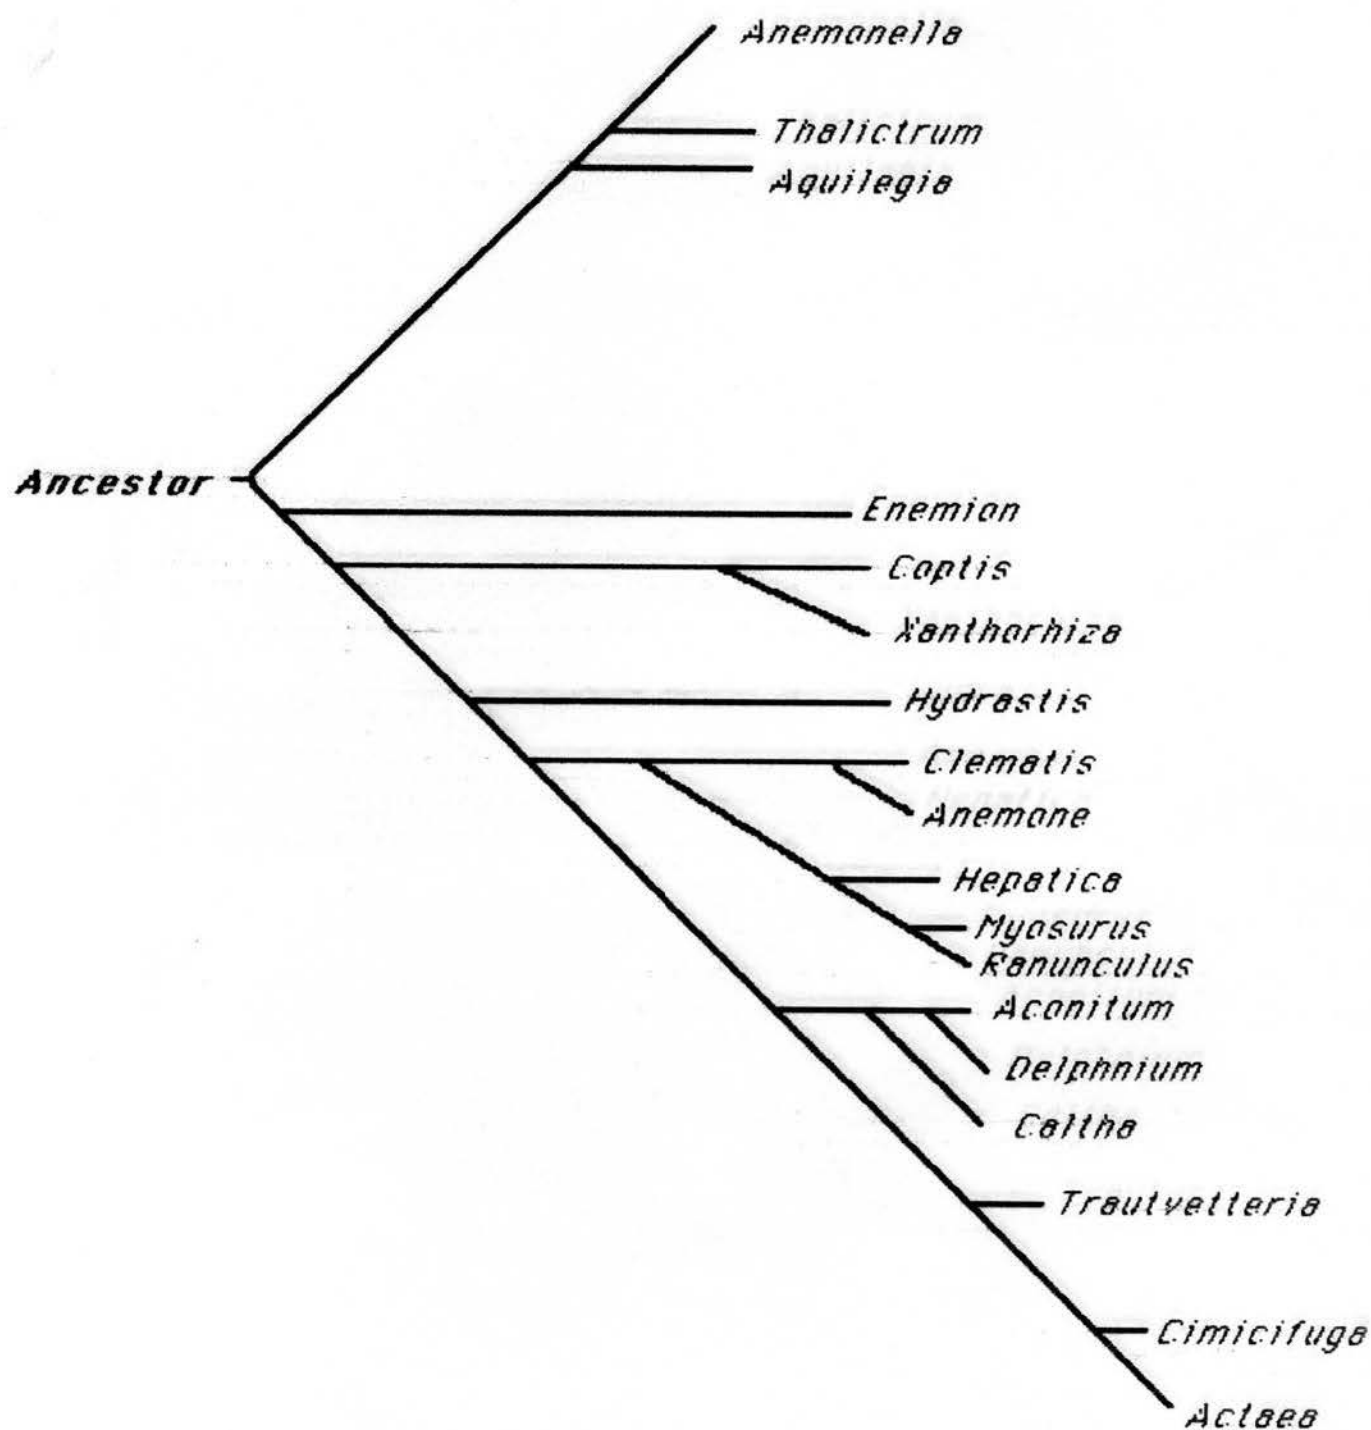 Anemonella
Thalictrum
Aquilegia
Ancestor
Enemion
Coptis
Xanthorhiza
Hydrastis
Clematis
Anemone
Hepatica
Myosurus
Ranunculus
Aconitum
Delphnium
Caltha
Trautvetteria
Cimicifuga
Actaea